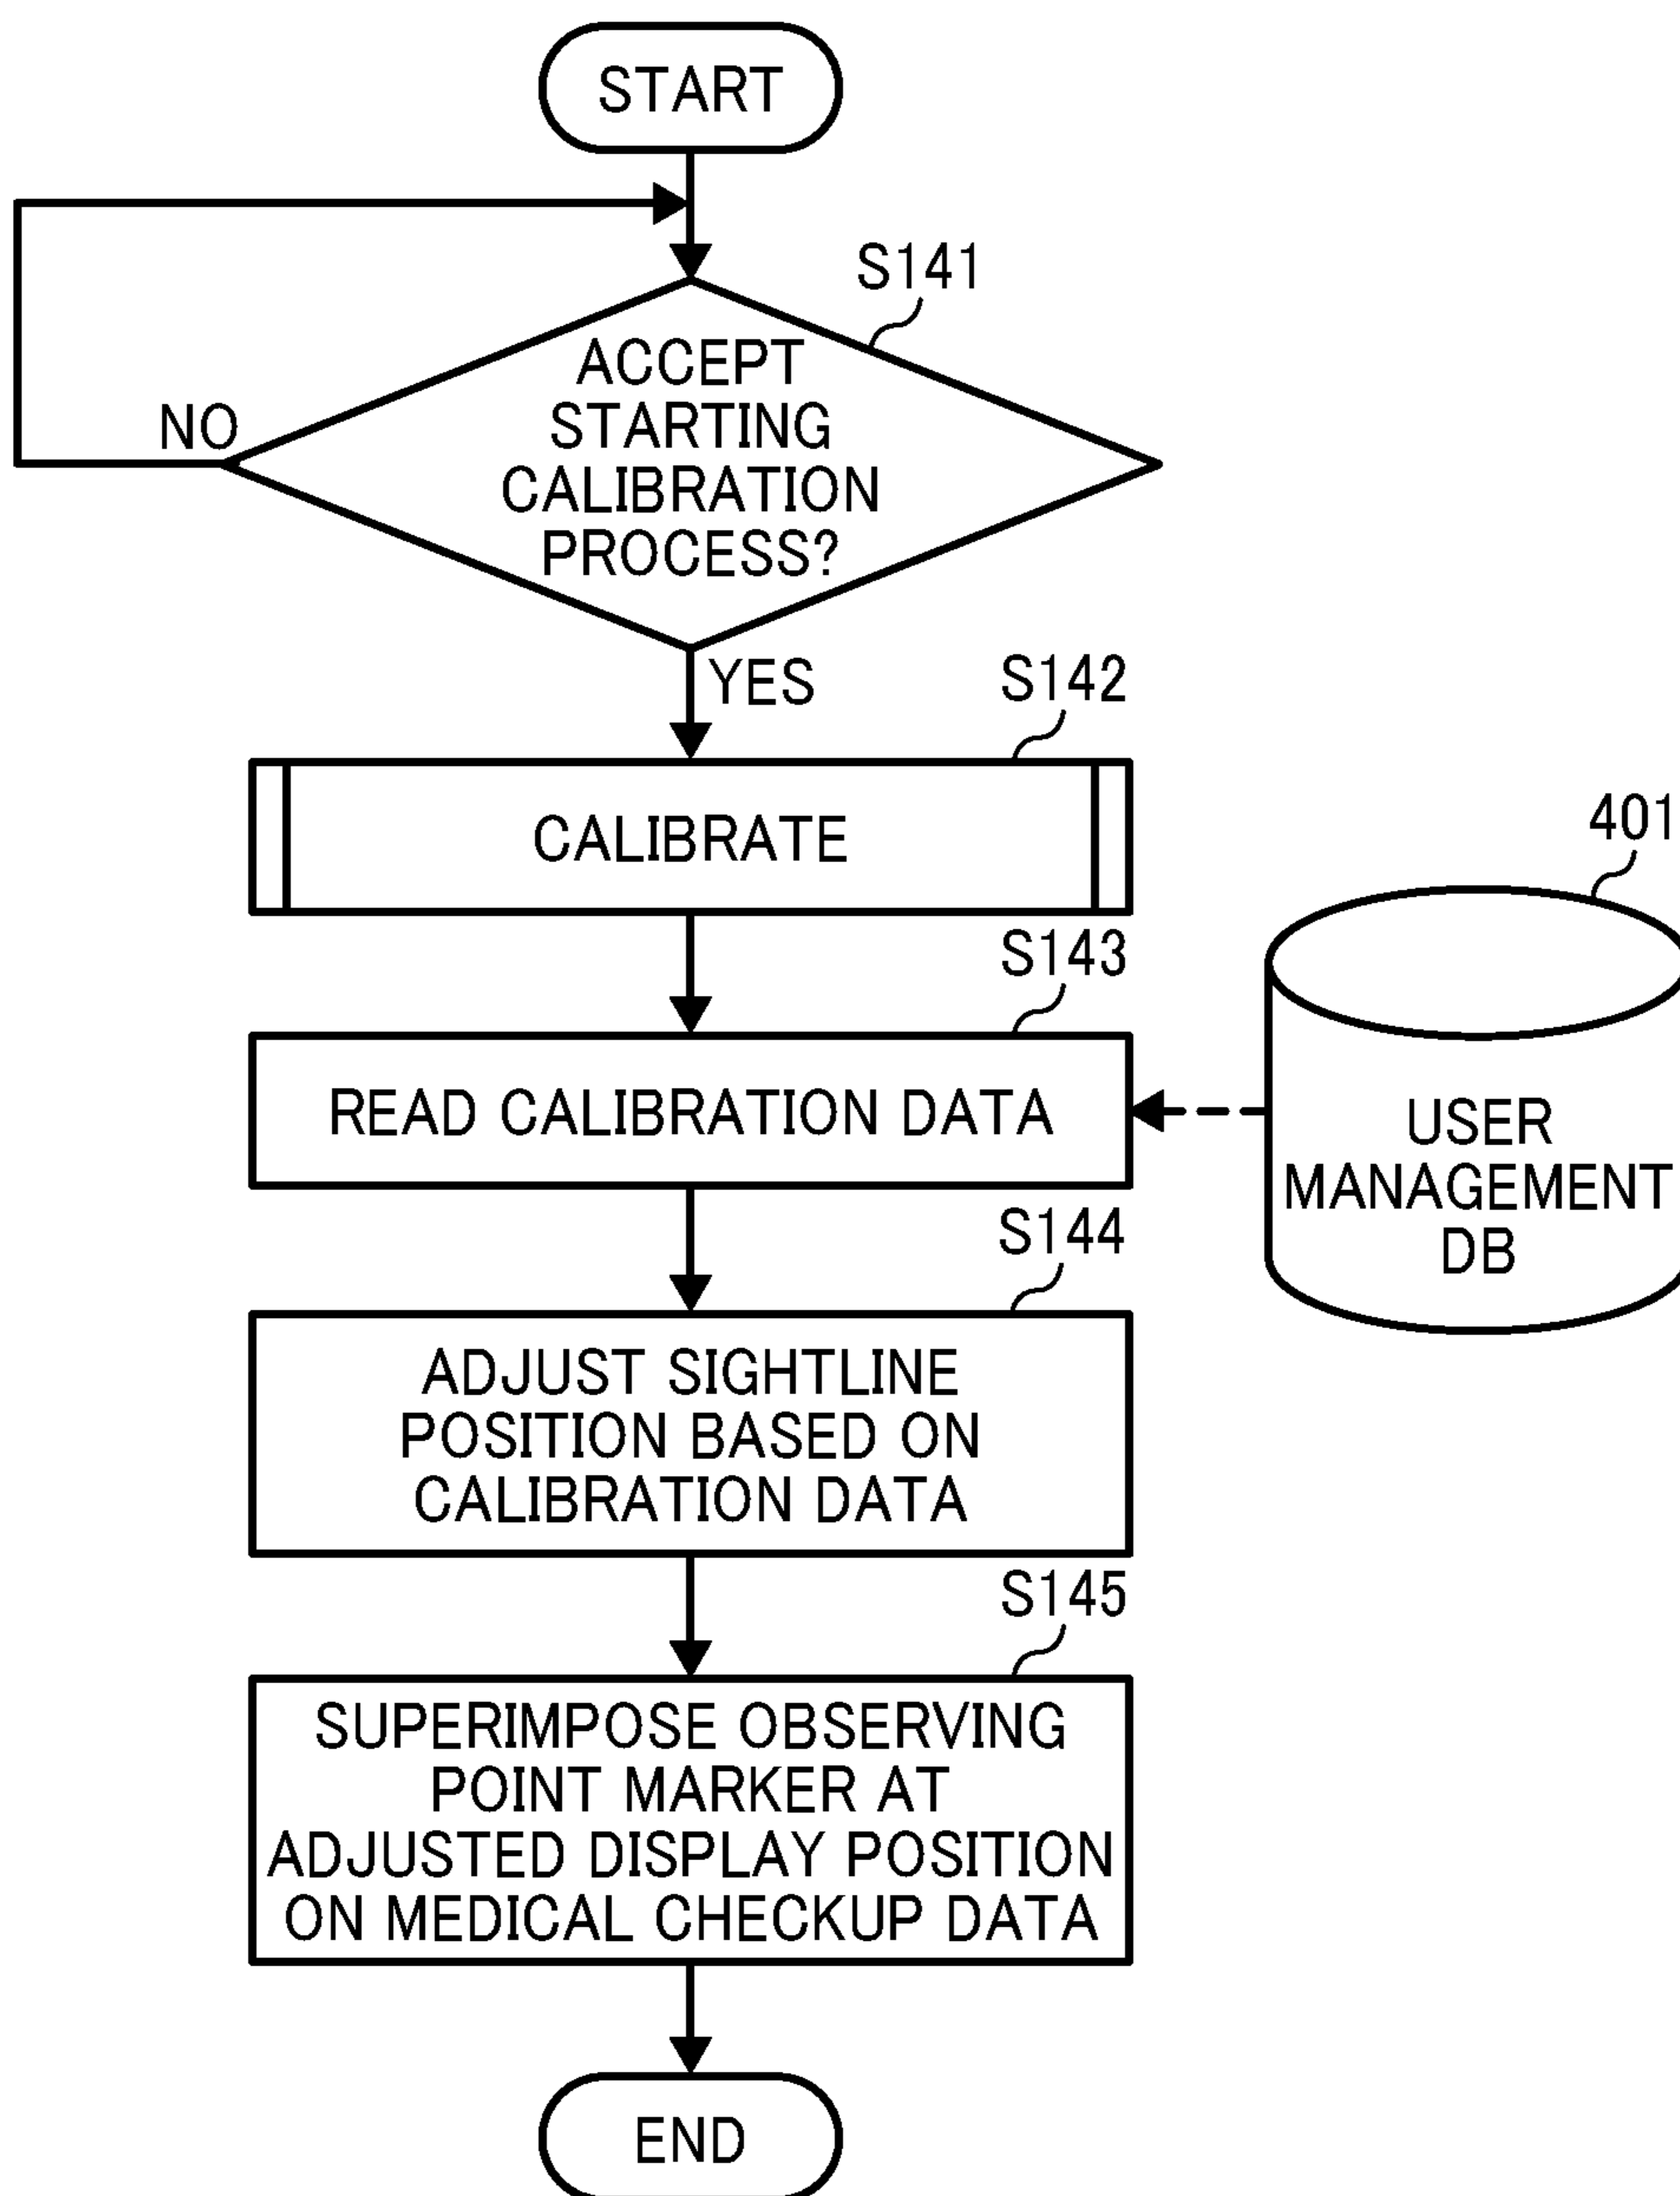 START
S141
ACCEPT
STARTING
CALIBRATION
PROCESS?
NO
YES
S142
CALIBRATE
401
S143
READ CALIBRATION DATA
USER
MANAGEMENT
DB
S144
ADJUST SIGHTLINE
POSITION BASED ON
CALIBRATION DATA
S145
SUPERIMPOSE OBSERVING
POINT MARKER AT
ADJUSTED DISPLAY POSITION
ON MEDICAL CHECKUP DATA
END